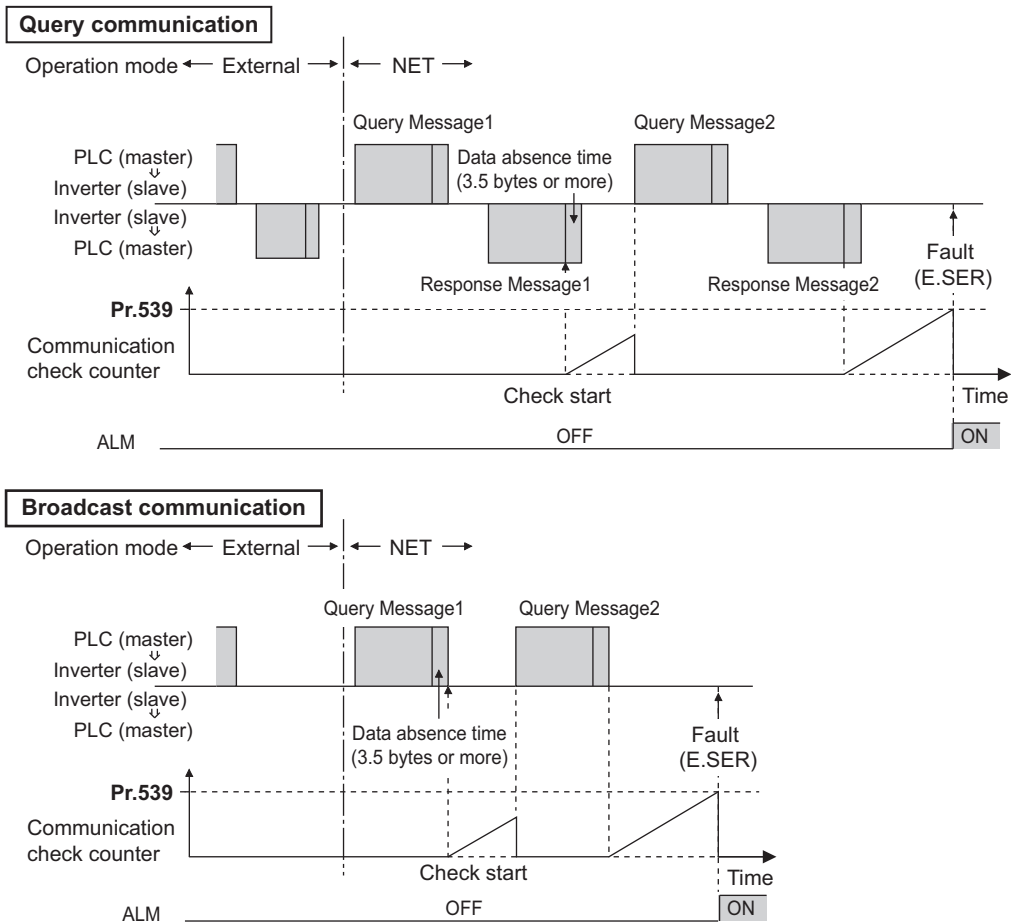 Query communication
Operation mode External NET
Query Message1 Query Message2
PLC (master)
Inverter (slave)
Inverter (slave)
PLC (master)
Data absence time
(3.5 bytes or more)
Response Message1 Response Message2
Fault
(E.SER)
Pr.539
Communication
check counter
Check start
Time
ALM OFF ON
Broadcast communication
Operation mode External NET
Query Message1 Query Message2
PLC (master)
Inverter (slave)
Inverter (slave)
PLC (master)
Data absence time
(3.5 bytes or more)
Fault
(E.SER)
Pr.539
Communication
check counter
Check start
Time
ALM OFF ON